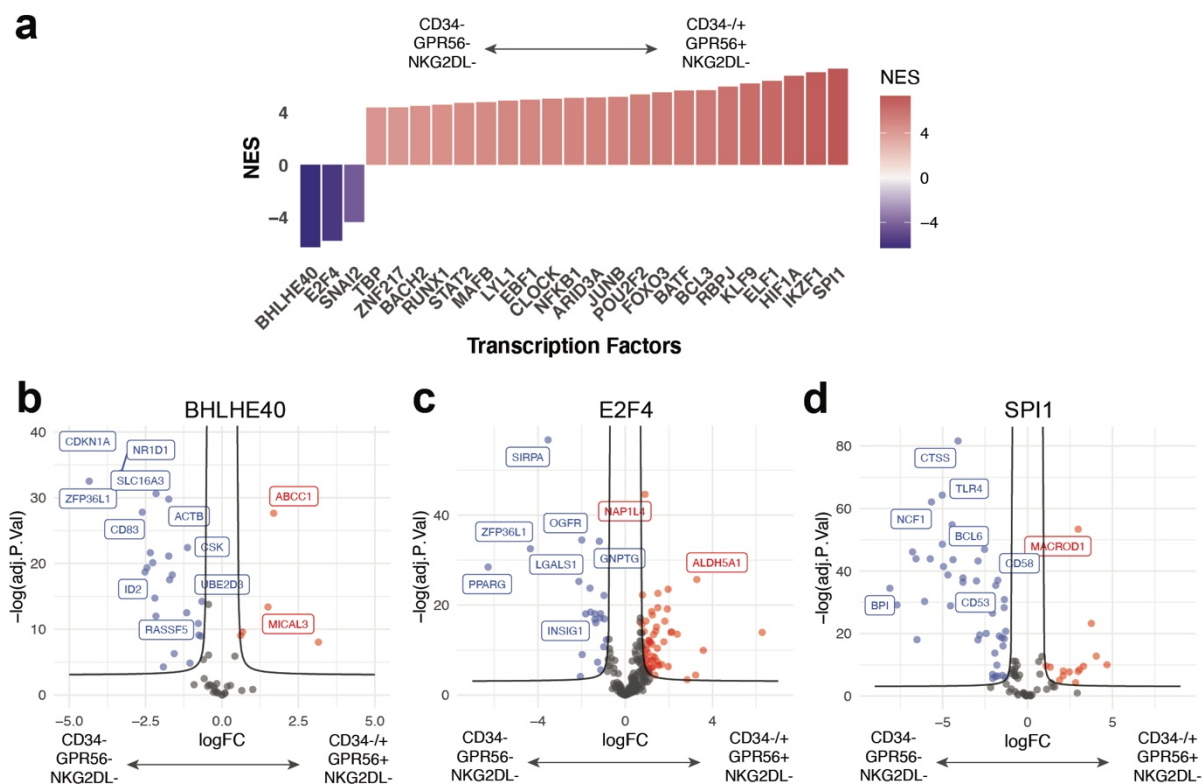 a
CD34-
GPR56-
NKG2DL-
CD34-/+
GPR56+
NKG2DL-
NES
4
0
−4
NES
4
0
−4
BHLHE40
E2F4
SNAI2
TBP
ZNF217
BACH2
RUNX1
STAT2
MAFB
LYL1
EBF1
CLOCK
NFKB1
ARID3A
JUNB
POU2F2
FOXO3
BATF
BCL3
RBPJ
KLF9
ELF1
HIF1A
IKZF1
SPI1
Transcription Factors
b
BHLHE40
−log(adj.P.Val)
40
30
20
10
0
CDKN1A
NR1D1
SLC16A3
ZFP36L1
ABCC1
ACTB
CD83
CSK
ID2
UBE2D3
RASSF5
MICAL3
−5.0
−2.5
0.0
2.5
5.0
logFC
CD34-
GPR56-
NKG2DL-
CD34-/+
GPR56+
NKG2DL-
c
E2F4
−log(adj.P.Val)
40
20
0
SIRPA
NAP1L4
OGFR
ZFP36L1
GNPTG
LGALS1
ALDH5A1
PPARG
INSIG1
−4
0
4
logFC
CD34-
GPR56-
NKG2DL-
CD34-/+
GPR56+
NKG2DL-
d
SPI1
−log(adj.P.Val)
80
60
40
20
0
CTSS
TLR4
NCF1
BCL6
MACROD1
CD58
BPI
CD53
−5
0
5
logFC
CD34-
GPR56-
NKG2DL-
CD34-/+
GPR56+
NKG2DL-